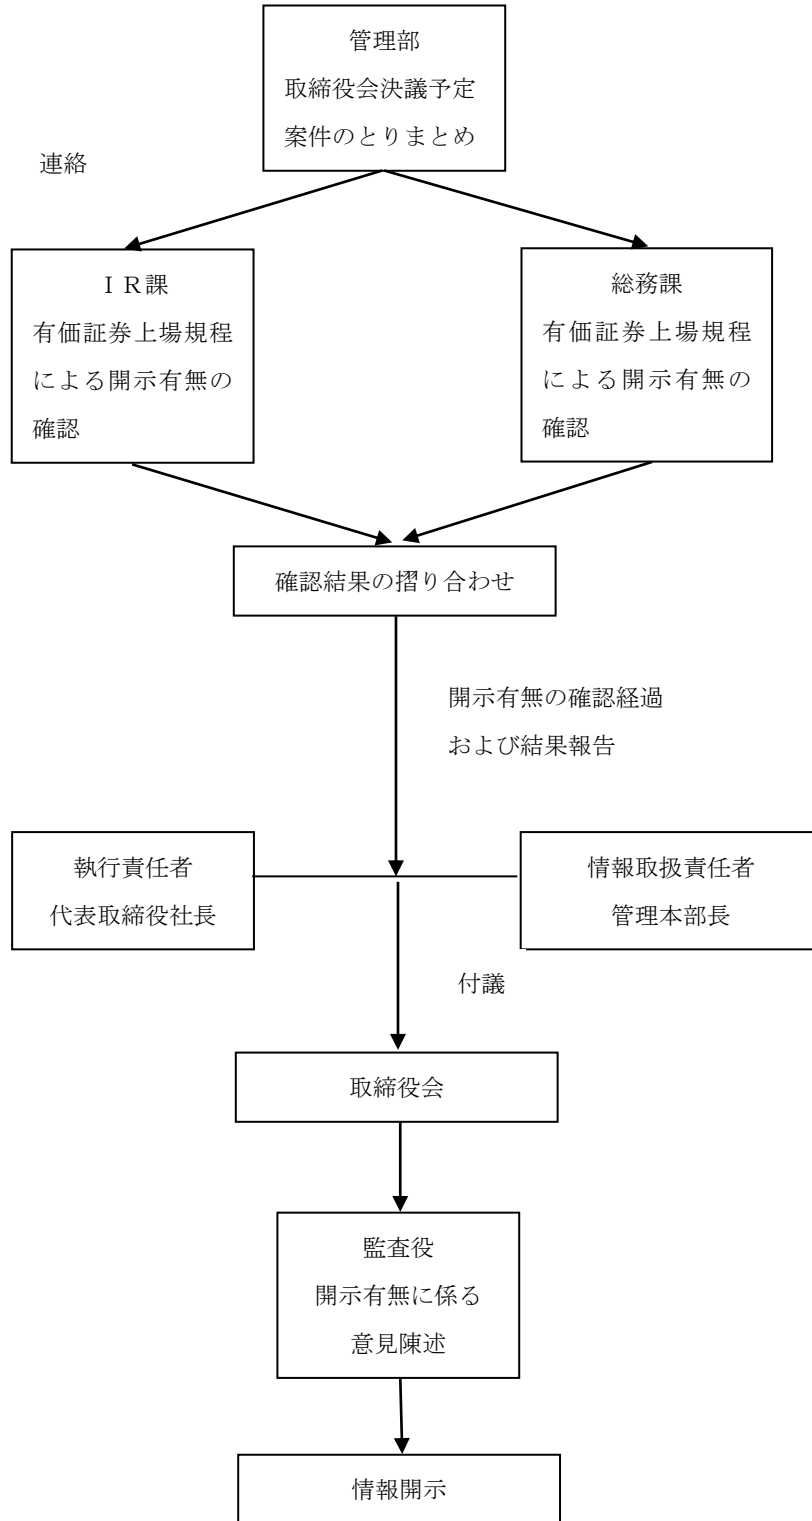 管理部
取締役会決議予定
案件のとりまとめ
連絡
ＩＲ課
有価証券上場規程
による開示有無の
確認
総務課
有価証券上場規程
による開示有無の
確認
確認結果の摺り合わせ
開示有無の確認経過
および結果報告
執行責任者
代表取締役社長
情報取扱責任者
管理本部長
付議
取締役会
監査役
開示有無に係る
意見陳述
情報開示